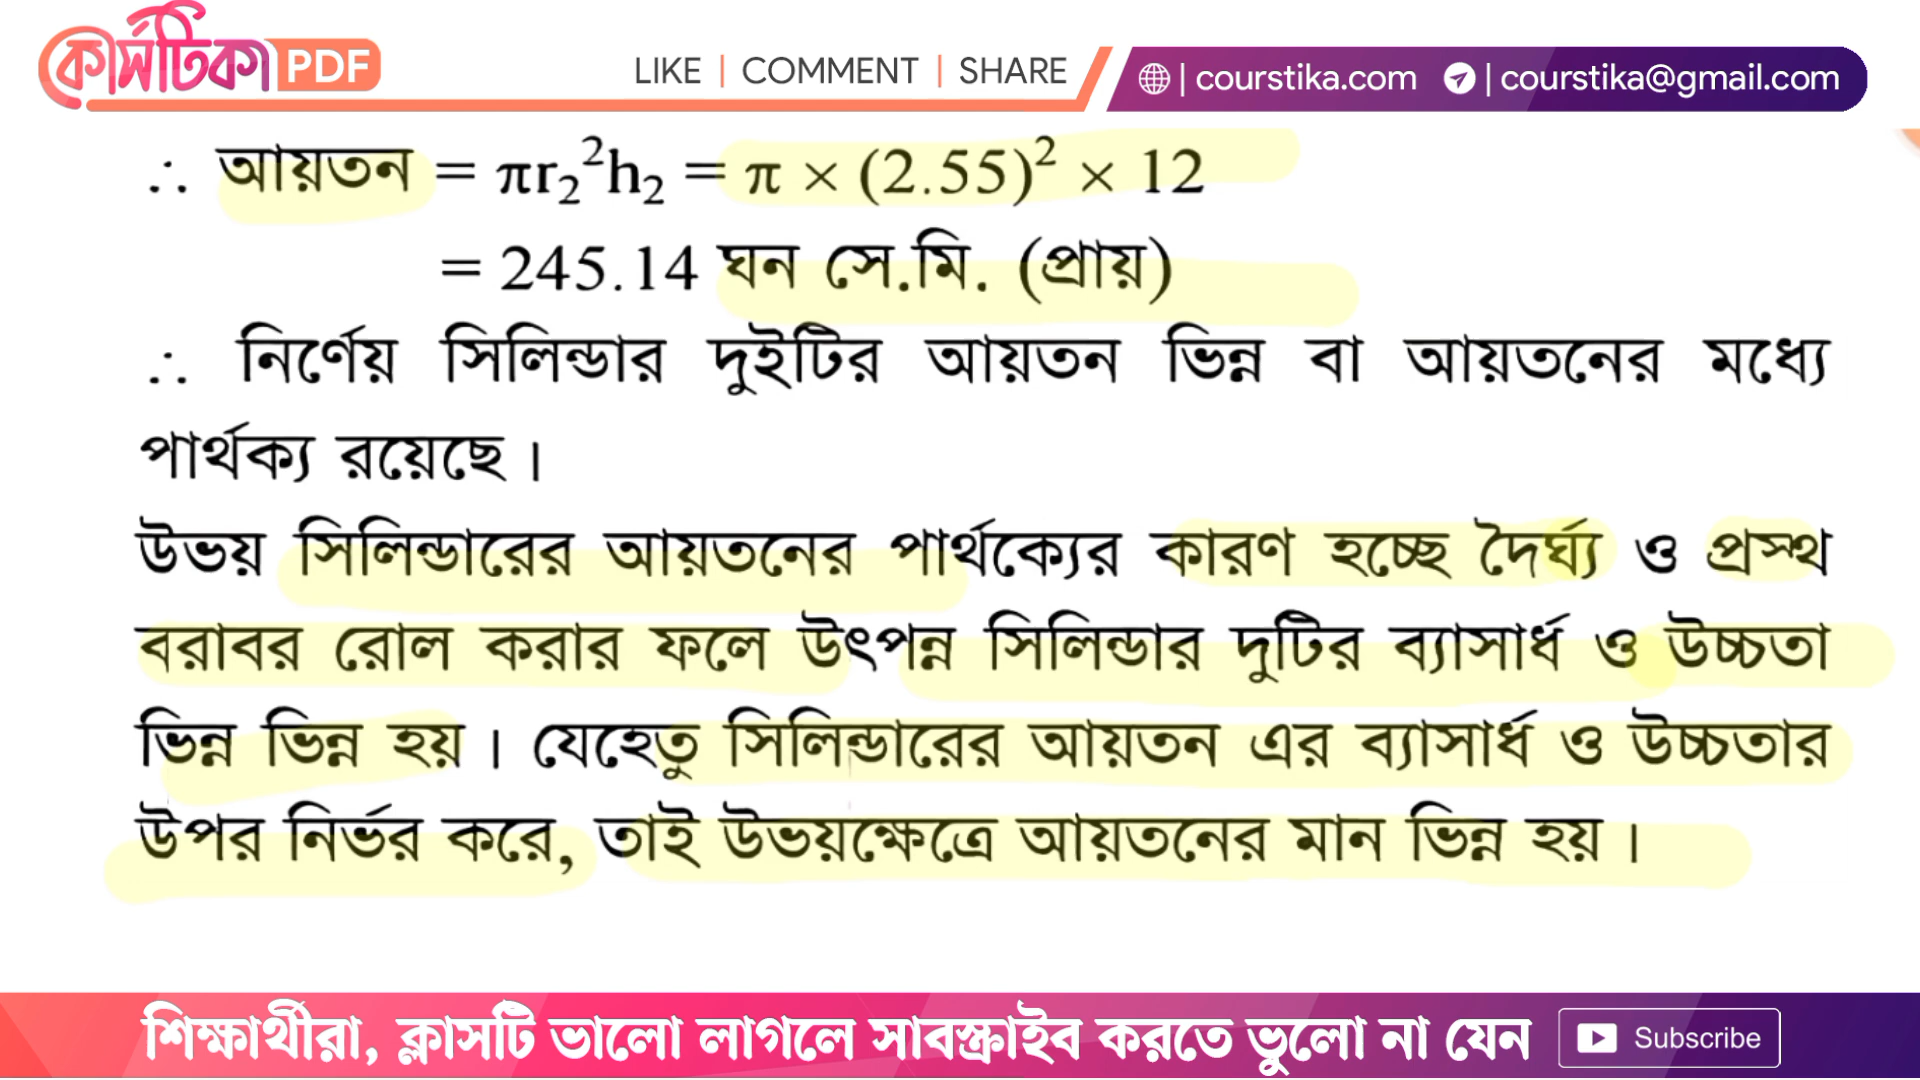 কোর্সটিকা PDF
LIKE | COMMENT | SHARE
| courstika.com | courstika@gmail.com
∴ আয়তন = πr₂²h₂ = π × (2.55)² × 12
= 245.14 ঘন সে.মি. (প্রায়)
∴ নির্ণেয় সিলিন্ডার দুইটির আয়তন ভিন্ন বা আয়তনের মধ্যে
পার্থক্য রয়েছে।
উভয় সিলিন্ডারের আয়তনের পার্থক্যের কারণ হচ্ছে দৈর্ঘ্য ও প্রস্থ
বরাবর রোল করার ফলে উৎপন্ন সিলিন্ডার দুটির ব্যাসার্ধ ও উচ্চতা
ভিন্ন ভিন্ন হয়। যেহেতু সিলিন্ডারের আয়তন এর ব্যাসার্ধ ও উচ্চতার
উপর নির্ভর করে, তাই উভয়ক্ষেত্রে আয়তনের মান ভিন্ন হয়।
শিক্ষার্থীরা, ক্লাসটি ভালো লাগলে সাবস্ক্রাইব করতে ভুলো না যেন
Subscribe